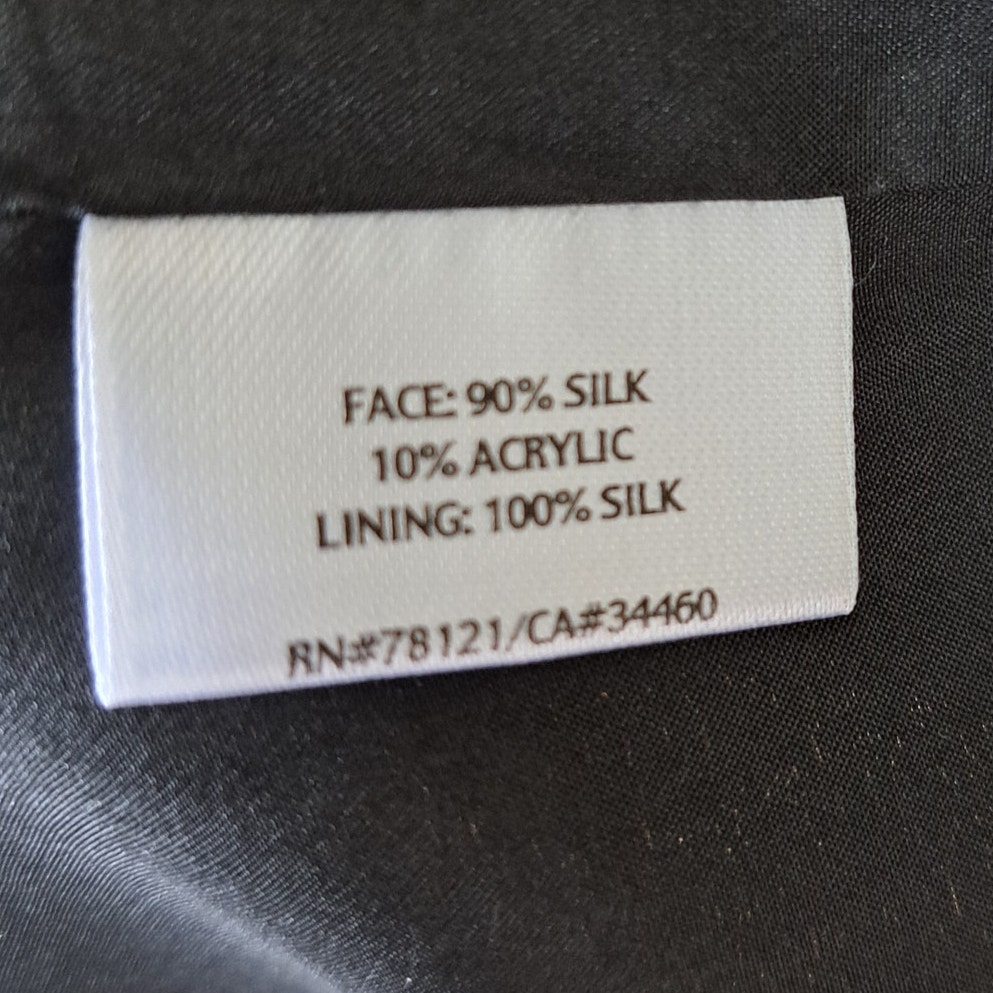 FACE: 90% SILK
10% ACRYLIC
LINING: 100% SILK
RN#78121/CA#34460